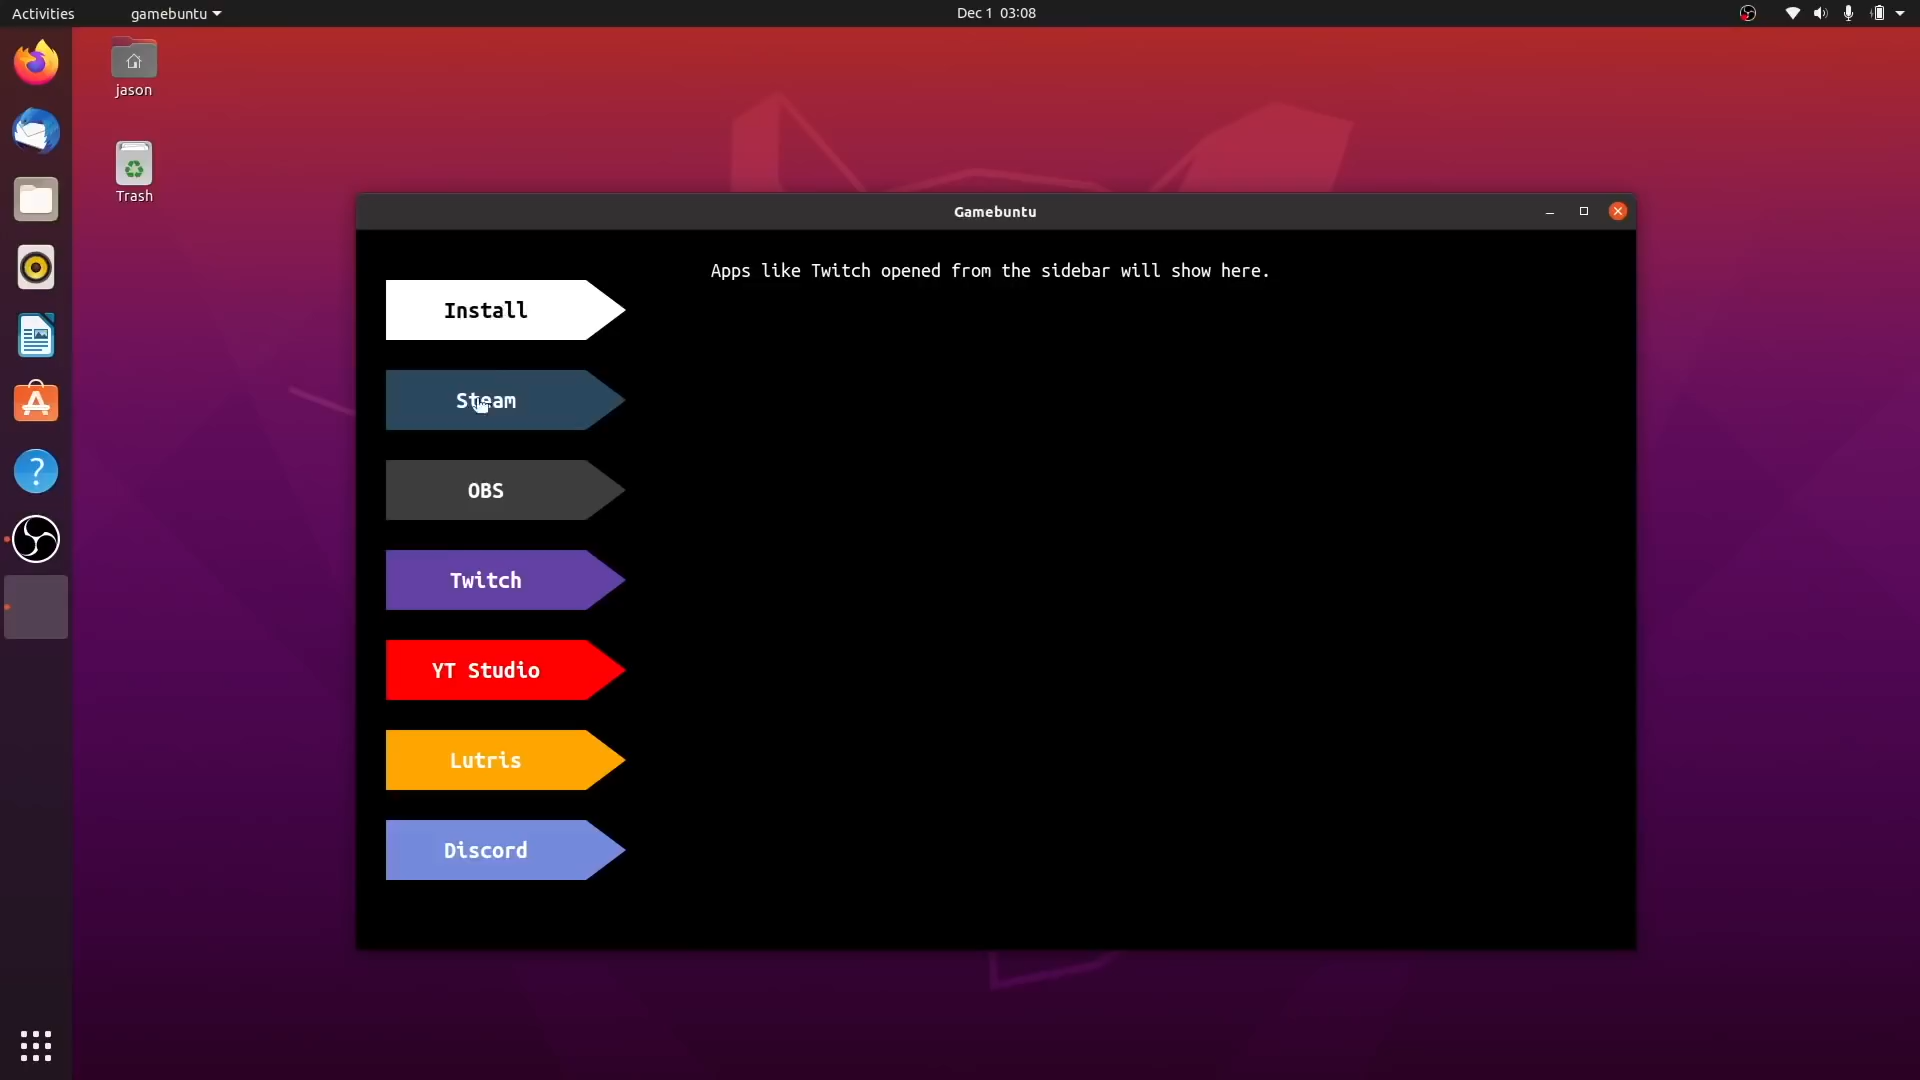 Activities
gamebuntu
Dec 1 03:08
jason
Trash
Gamebuntu
Apps like Twitch opened from the sidebar will show here.
Install
Steam
OBS
Twitch
YT Studio
Lutris
Discord